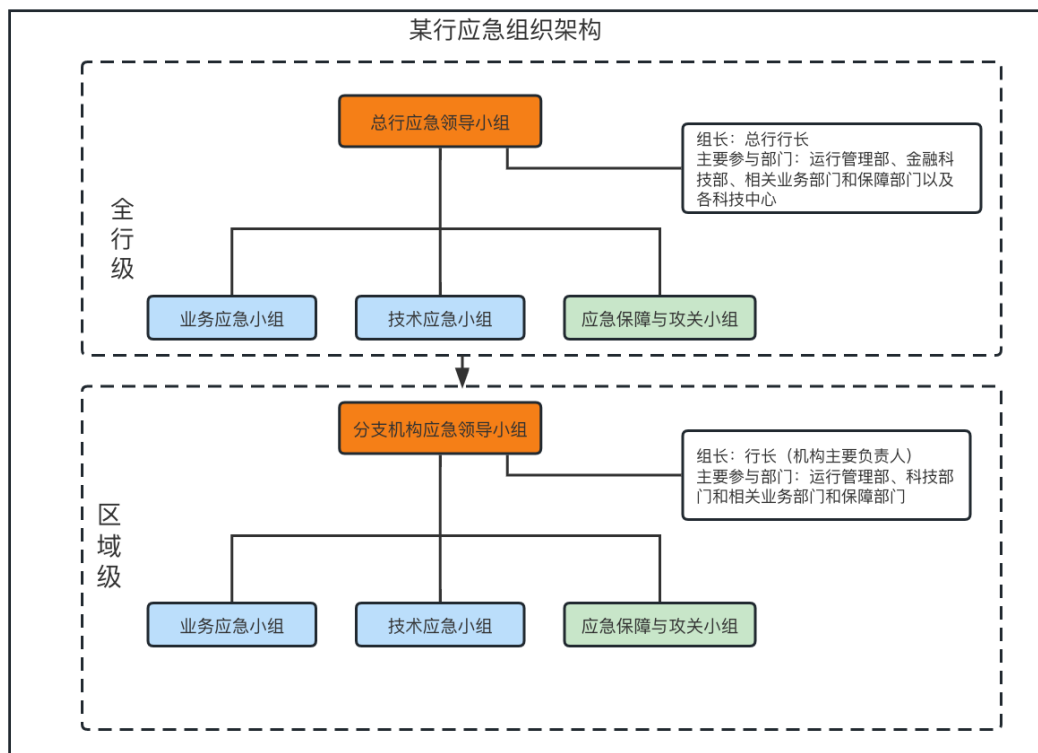 某行应急组织架构
总行应急领导小组
组长：总行行长
主要参与部门：运行管理部、金融科
技部、相关业务部门和保障部门以及
各科技中心
全
行
级
业务应急小组
技术应急小组
应急保障与攻关小组
分支机构应急领导小组
组长：行长（机构主要负责人）
主要参与部门：运行管理部、科技部
门和相关业务部门和保障部门
区
域
级
业务应急小组
技术应急小组
应急保障与攻关小组